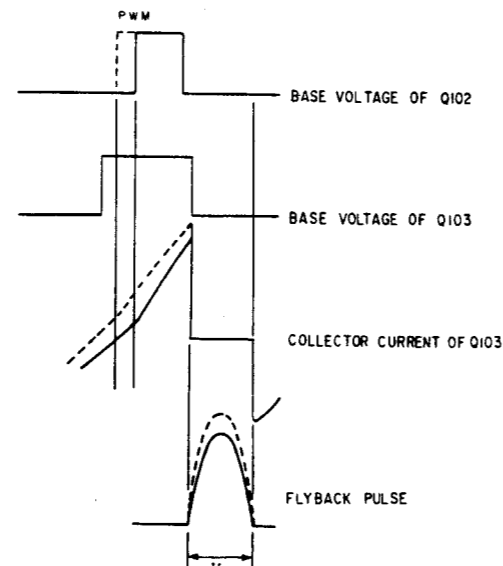 PWM
BASE VOLTAGE OF Q102
BASE VOLTAGE OF Q103
COLLECTOR CURRENT OF Q103
FLYBACK PULSE